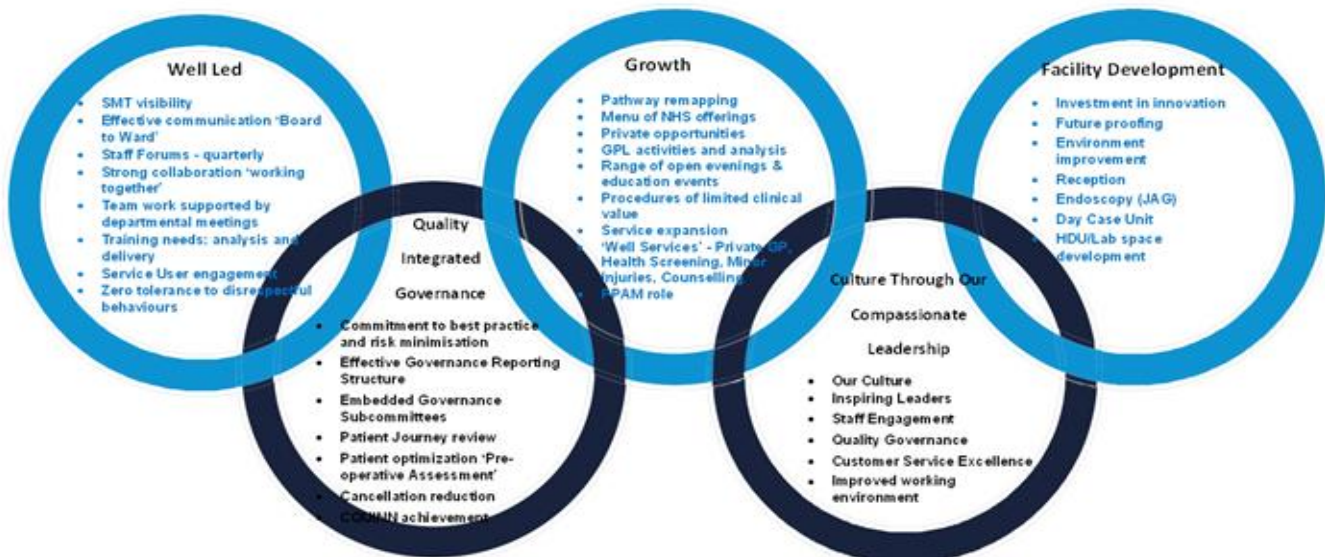 Well Led
• SMT visibility
• Effective communication ‘Board
to Ward’
• Staff Forums - quarterly
• Strong collaboration ‘working
together’
• Team work supported by
departmental meetings
• Training needs: analysis and
delivery
• Service User engagement
• Zero tolerance to disrespectful
behaviours
Quality
Integrated
Governance
• Commitment to best practice
and risk minimisation
• Effective Governance Reporting
Structure
• Embedded Governance
Subcommittees
• Patient Journey review
• Patient optimization ‘Pre-
operative Assessment’
• Cancellation reduction
• achievement
Growth
• Pathway remapping
• Menu of NHS offerings
• Private opportunities
• GPL activities and analysis
• Range of open evenings &
education events
• Procedures of limited clinical
value
• Service expansion
• ‘Well Services’ - Private GP,
Health Screening, Minor
Injuries, Counselling
• role
Culture Through Our
Compassionate
Leadership
• Our Culture
• Inspiring Leaders
• Staff Engagement
• Quality Governance
• Customer Service Excellence
• Improved working
environment
Facility Development
• Investment in innovation
• Future proofing
• Environment
improvement
• Reception
• Endoscopy (JAG)
• Day Case Unit
• HDU/Lab space
development